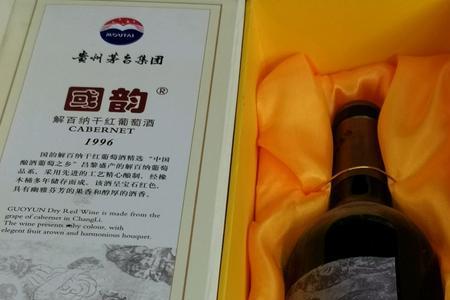 MOUTAI
贵州茅台集团
國韵®
解百纳干红葡萄酒
CABERNET
1996
国韵解百纳干红葡萄酒精选“中国
酿酒葡萄之乡”昌黎盛产的解百纳葡萄
品系，采用先进的工艺精心酿制，经橡
木桶多年储存而成，该酒呈宝石红色，
具有幽雅芬芳的果香和醇厚的酒香。
GUOYUN Dry Red Wine is made from the
grape of cabernet in ChangLi.
The wine presents ruby colour, with
elegent fruit arown and harmonious bouquet.